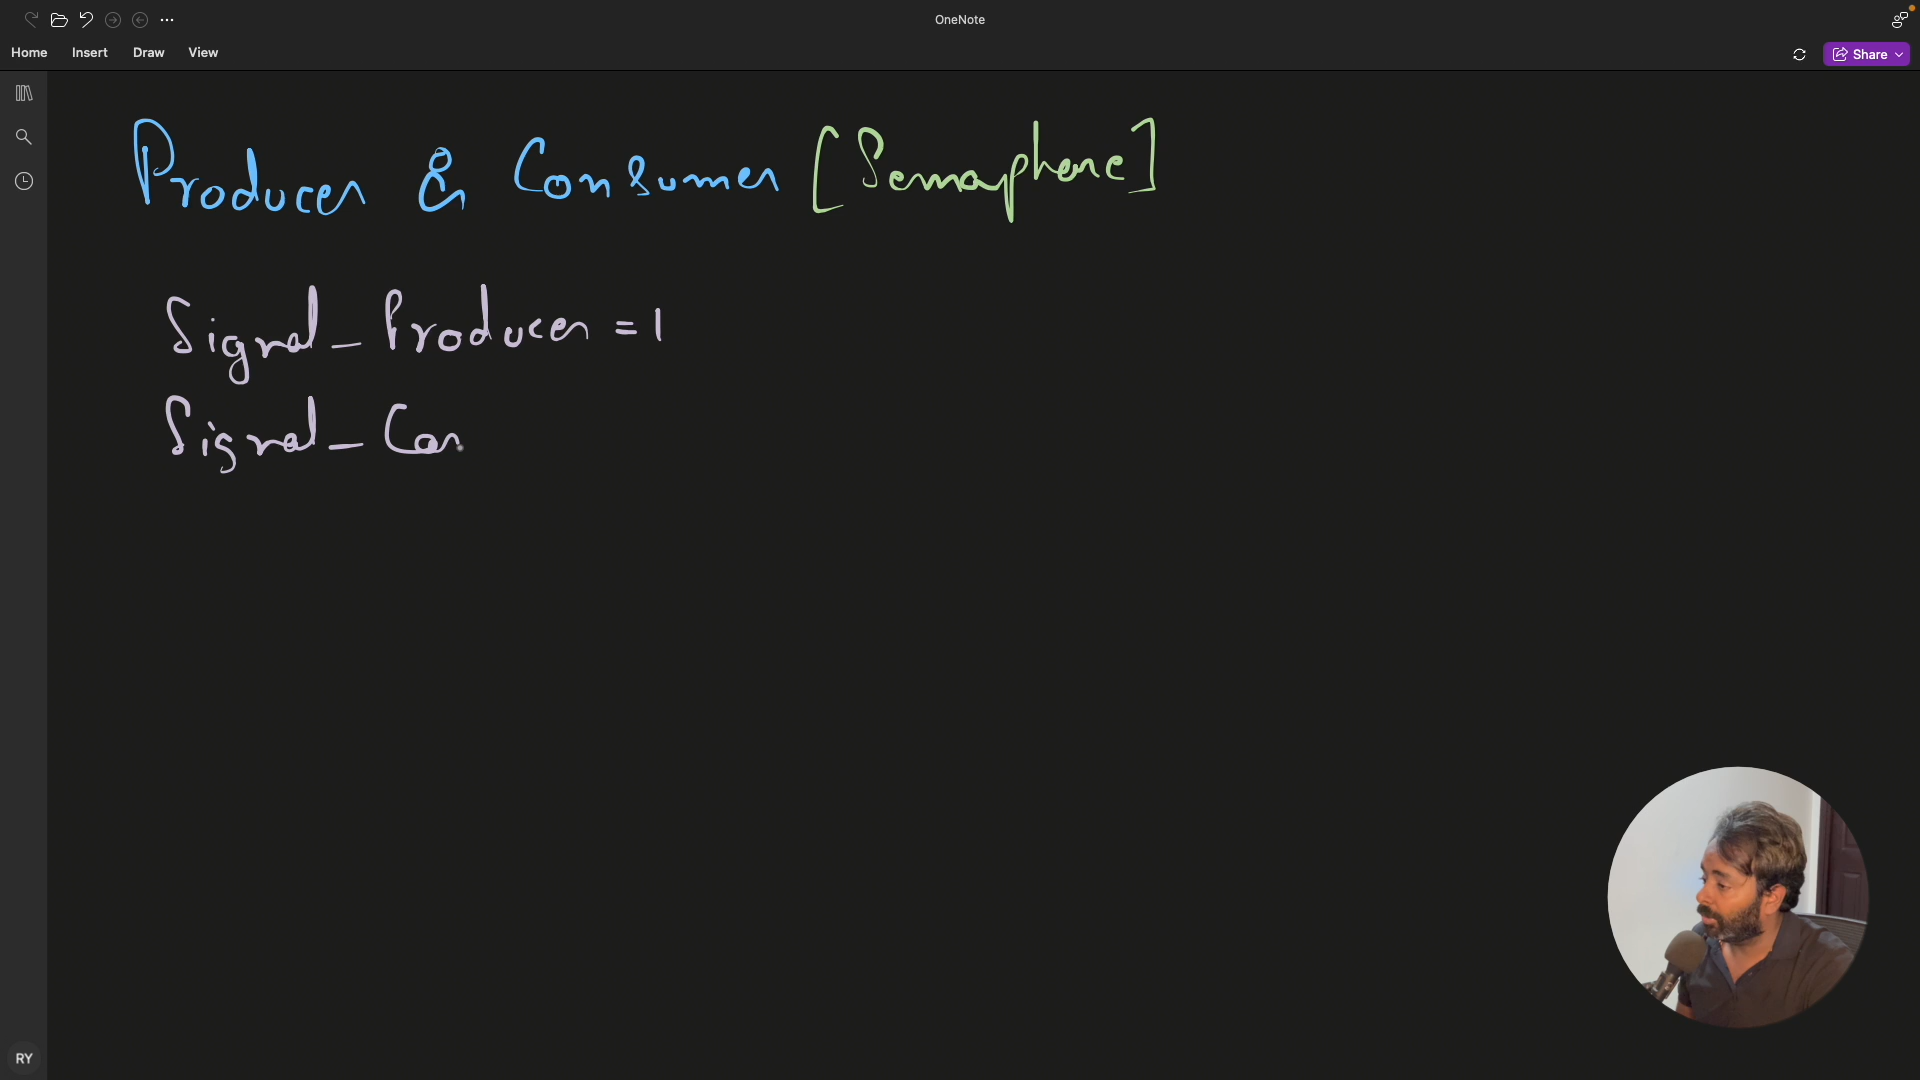 OneNote
Home Insert Draw View
Share
Producer & Consumer [Semaphore]
Signal_Producer = 1
Signal_Con
RY